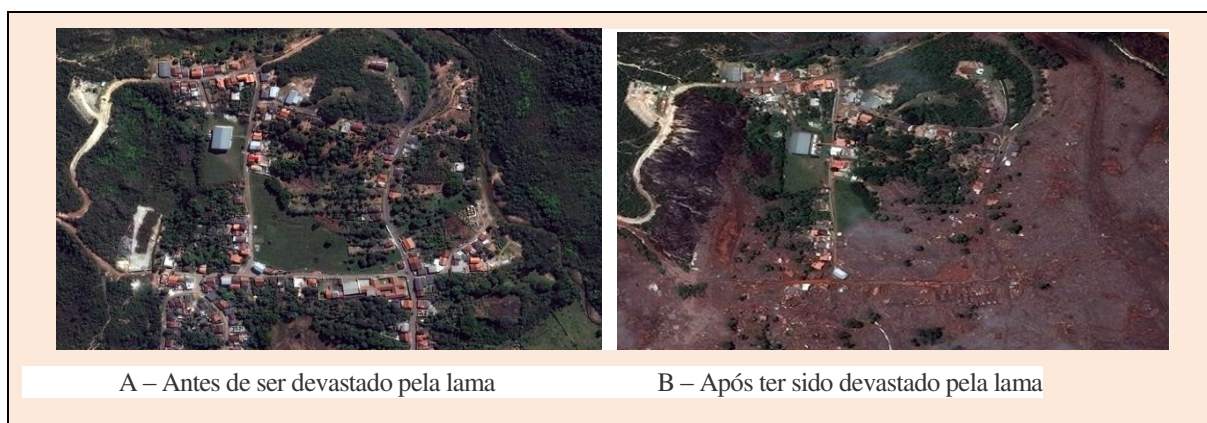 A – Antes de ser devastado pela lama
B – Após ter sido devastado pela lama